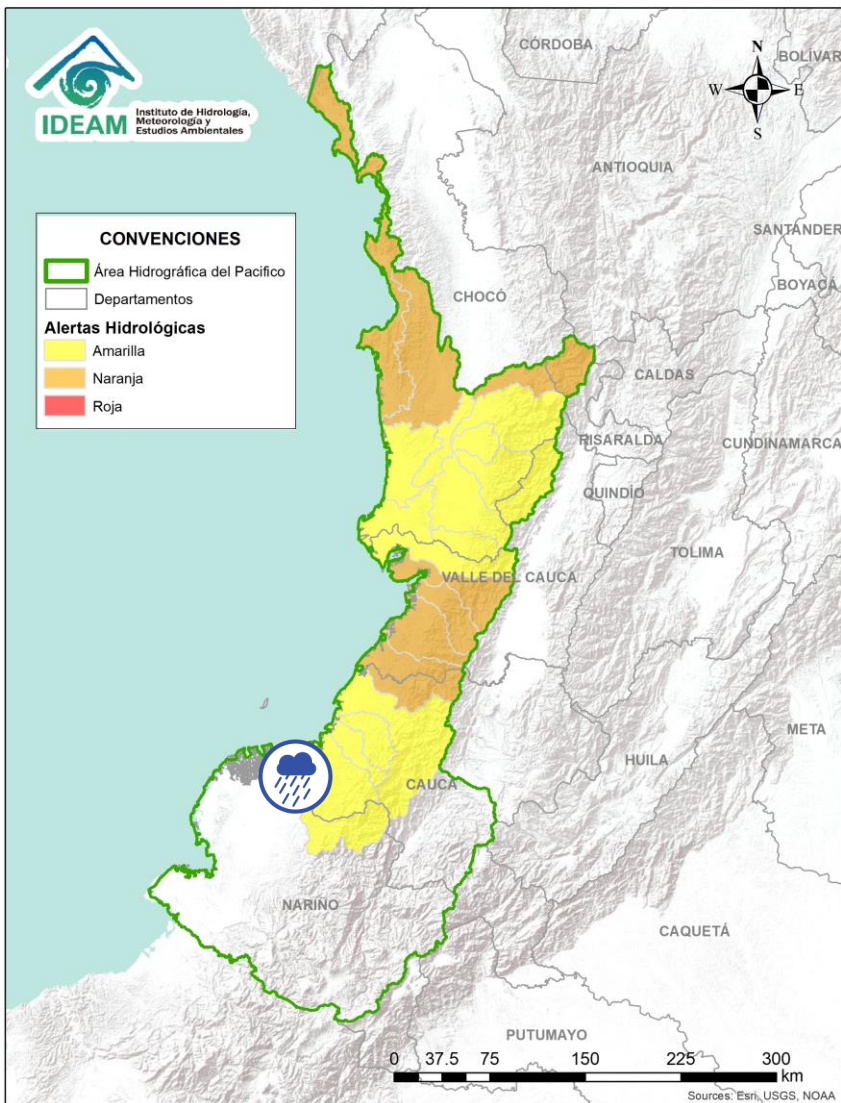 IDEAM
Instituto de Hidrología,
Meteorología y
Estudios Ambientales
CÓRDOBA
BOLÍVAR
N
W E
S
ANTIOQUIA
SANTANDER
BOYACÁ
CONVENCIONES
Área Hidrográfica del Pacifico
Departamentos
Alertas Hidrológicas
Amarilla
Naranja
Roja
CHOCÓ
CALDAS
RISARALDA
CUNDINAMARCA
QUINDÍO
TOLIMA
VALLE DEL CAUCA
META
HUILA
CAUCA
NARIÑO
CAQUETÁ
PUTUMAYO
0 37.5 75 150 225 300
km
Sources: Esri, USGS, NOAA